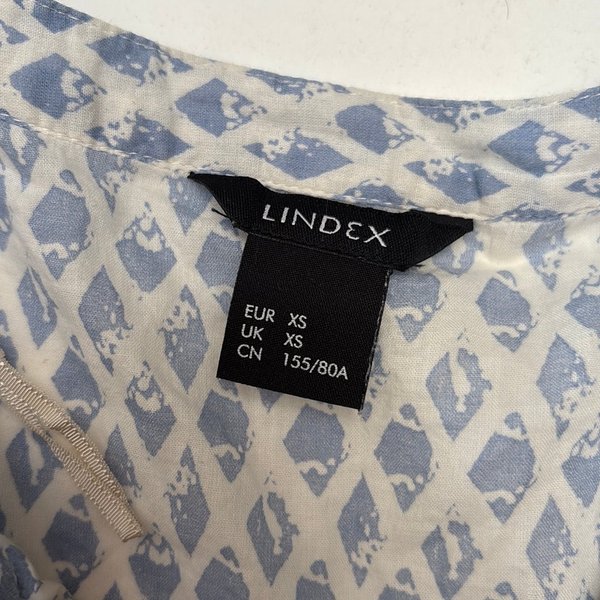 LINDEX
EUR XS
UK XS
CN 155/80A